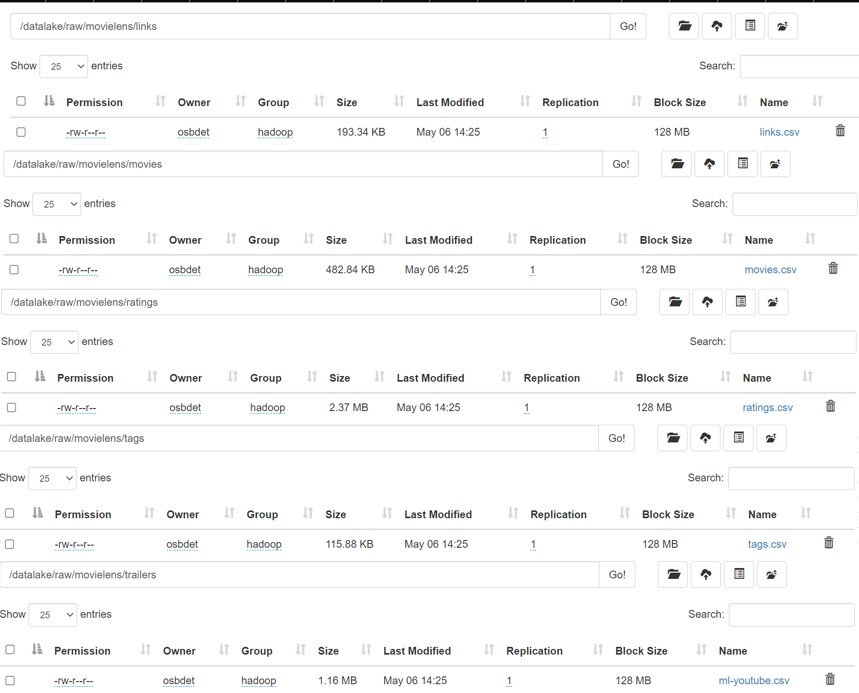 /datalake/raw/movielens/links Go!
Show 25 entries Search:
Permission Owner Group Size Last Modified Replication Block Size Name
-rw-r--r-- osbdet hadoop 193.34 KB May 06 14:25 1 128 MB links.csv
/datalake/raw/movielens/movies Go!
Show 25 entries Search:
Permission Owner Group Size Last Modified Replication Block Size Name
-rw-r--r-- osbdet hadoop 482.84 KB May 06 14:25 1 128 MB movies.csv
/datalake/raw/movielens/ratings Go!
Show 25 entries Search:
Permission Owner Group Size Last Modified Replication Block Size Name
-rw-r--r-- osbdet hadoop 2.37 MB May 06 14:25 1 128 MB ratings.csv
/datalake/raw/movielens/tags Go!
Show 25 entries Search:
Permission Owner Group Size Last Modified Replication Block Size Name
-rw-r--r-- osbdet hadoop 115.88 KB May 06 14:25 1 128 MB tags.csv
/datalake/raw/movielens/trailers Go!
Show 25 entries Search:
Permission Owner Group Size Last Modified Replication Block Size Name
-rw-r--r-- osbdet hadoop 1.16 MB May 06 14:25 1 128 MB ml-youtube.csv